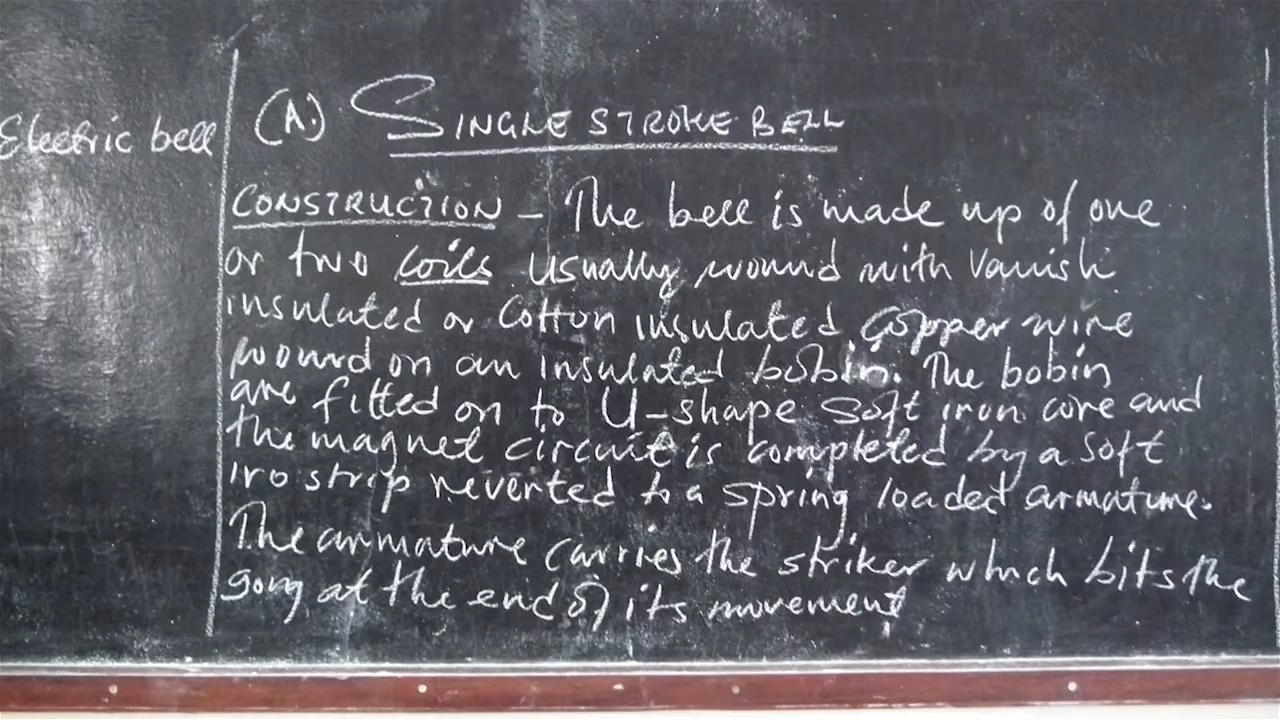 Electric bell
(A) SINGLE STROKE BELL
CONSTRUCTION - The bell is made up of one
or two coils usually wound with Vanish
insulated or Cotton insulated Copper wire
wound on an insulated bobin. The bobin
are fitted on to U-shape soft iron core and
the magnet circuit is completed by a soft
iro strip reverted to a spring loaded armature.
The armature carries the striker which bits the
gong at the end of its movement